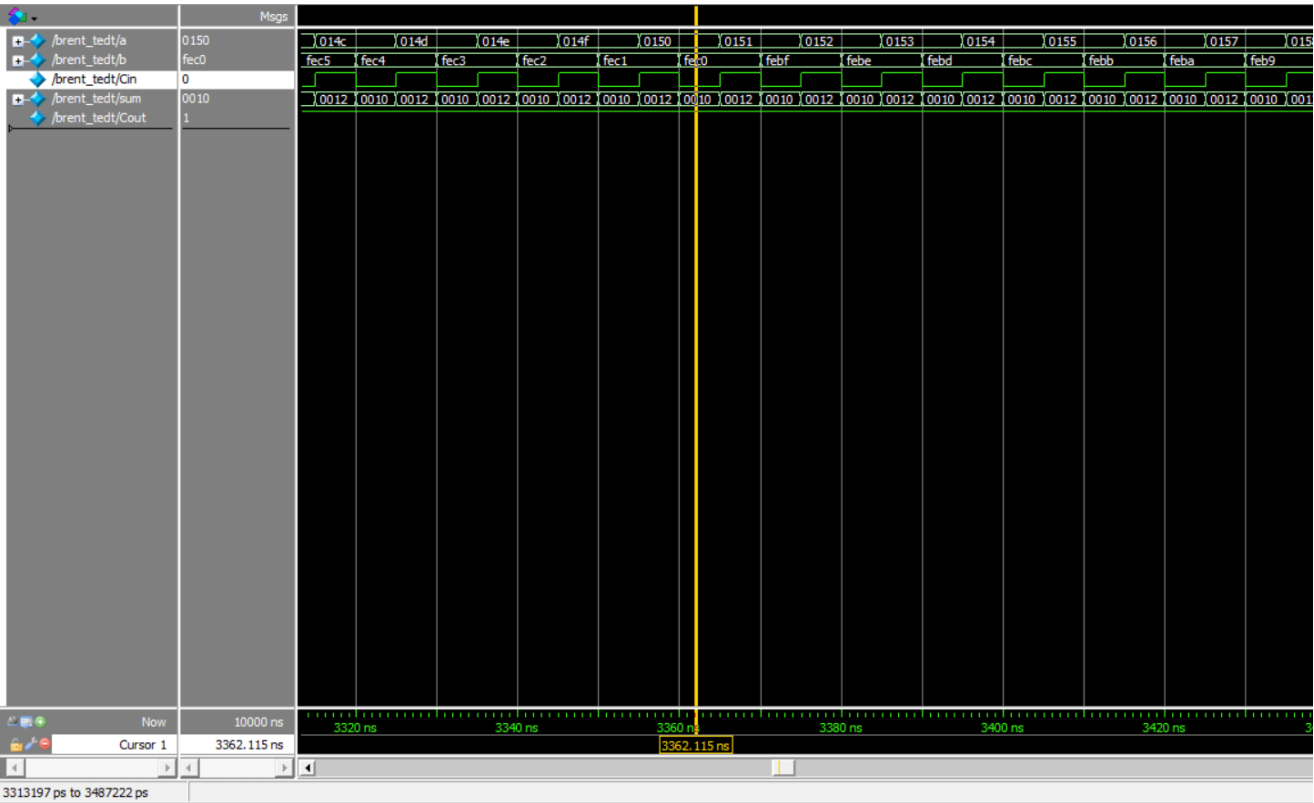 Msgs
/brent_tedt/a 0150 014c 014d 014e 014f 0150 0151 0152 0153 0154 0155 0156 0157
/brent_tedt/b fec0 fec5 fec4 fec3 fec2 fec1 fec0 febf febe febd febc febb feba feb9
/brent_tedt/Cin 0
/brent_tedt/sum 0010 0012 0010 0012 0010 0012 0010 0012 0010 0012 0010 0012 0010 0012 0010 0012 0010 0012 0010 0012 0010 0012 0010 0012 0010
/brent_tedt/Cout 1
Now 10000 ns 3320 ns 3340 ns 3360 ns 3380 ns 3400 ns 3420 ns
Cursor 1 3362.115 ns 3362.115 ns
3313197 ps to 3487222 ps